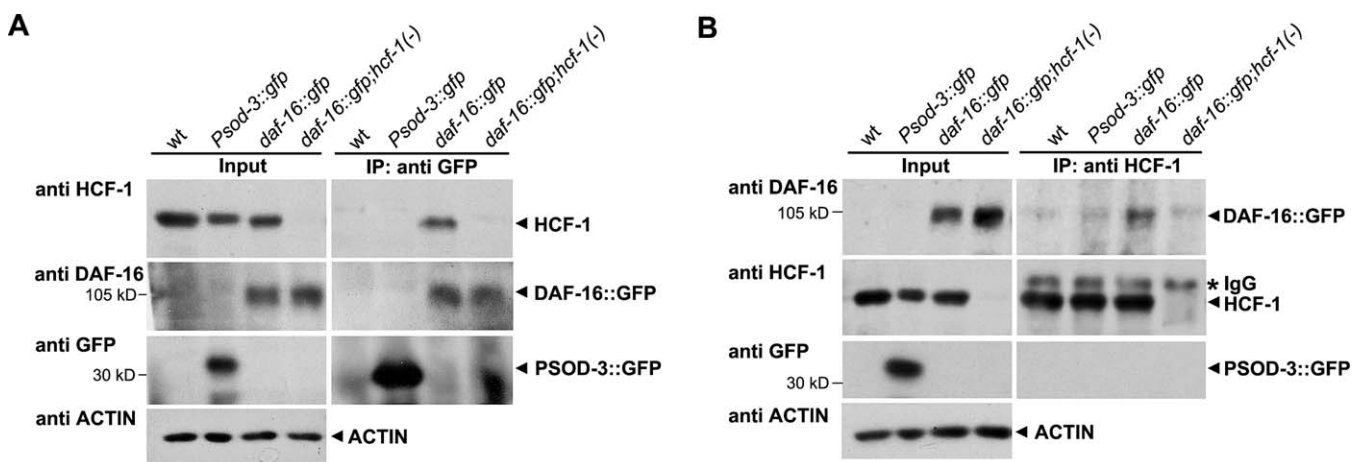 A
wt
Psod-3::gfp
daf-16::gfp
daf-16::gfp;hcf-1(-)
wt
Psod-3::gfp
daf-16::gfp
daf-16::gfp;hcf-1(-)
Input
IP: anti GFP
anti HCF-1
HCF-1
anti DAF-16
105 kD
DAF-16::GFP
anti GFP
30 kD
PSOD-3::GFP
anti ACTIN
ACTIN
B
wt
Psod-3::gfp
daf-16::gfp
daf-16::gfp;hcf-1(-)
wt
Psod-3::gfp
daf-16::gfp
daf-16::gfp;hcf-1(-)
Input
IP: anti HCF-1
anti DAF-16
105 kD
DAF-16::GFP
anti HCF-1
* IgG
HCF-1
anti GFP
30 kD
PSOD-3::GFP
anti ACTIN
ACTIN